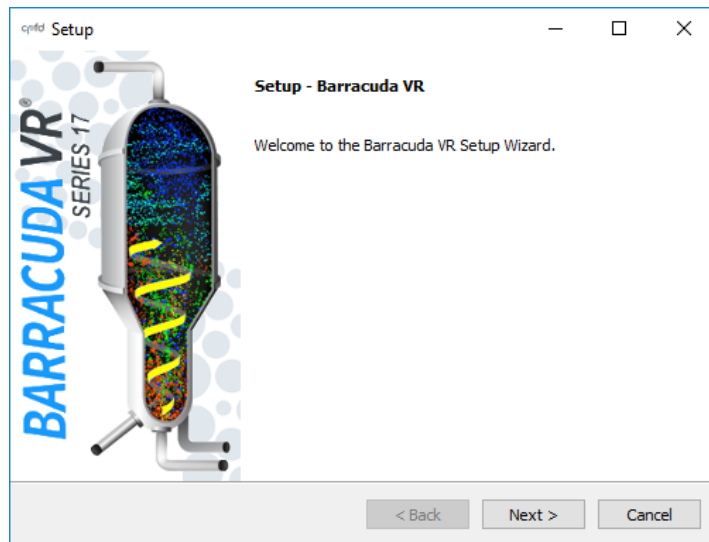 cpfd Setup
Setup - Barracuda VR
Welcome to the Barracuda VR Setup Wizard.
BARRACUDA VR®
SERIES 17
< Back
Next >
Cancel